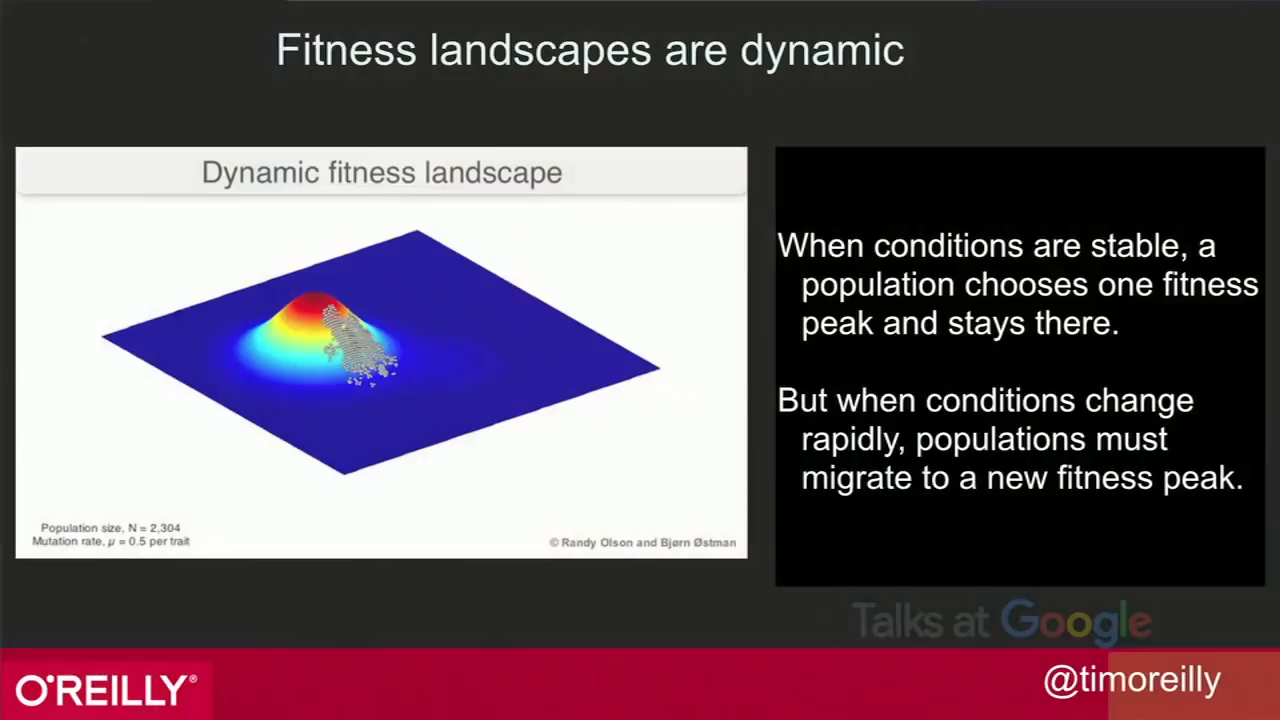 Fitness landscapes are dynamic
Dynamic fitness landscape
Population size, N = 2,304
Mutation rate, μ = 0.5 per trait
© Randy Olson and Bjørn Østman
When conditions are stable, a
population chooses one fitness
peak and stays there.
But when conditions change
rapidly, populations must
migrate to a new fitness peak.
Talks at Google
O'REILLY®
@timoreilly